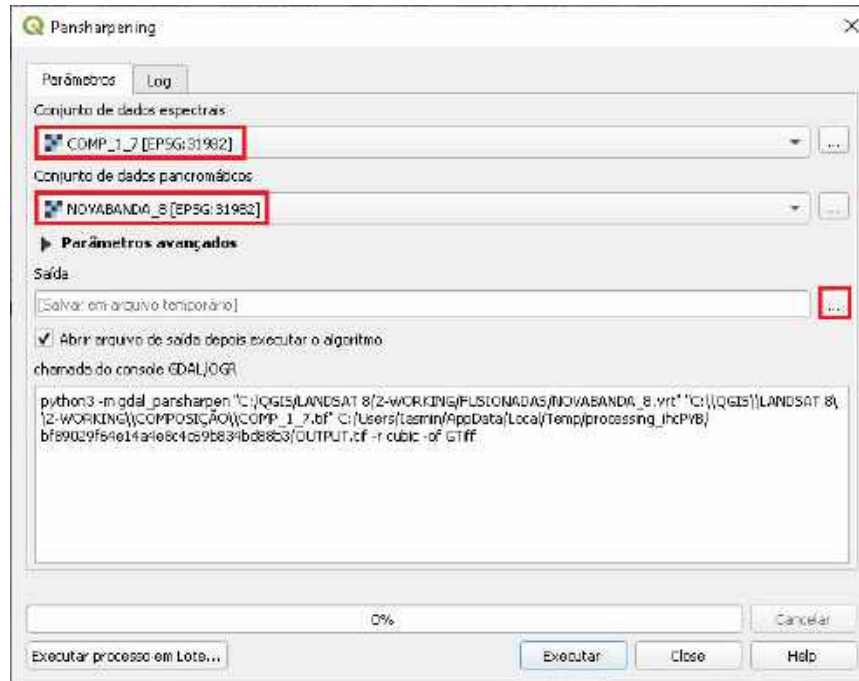 Pansharpening
Parâmetros Log
Conjunto de dados espectrais
COMP_1_7 [EPSG:31982]
...
Conjunto de dados pancromáticos
NOVABANDA_8 [EPSG:31982]
...
Parâmetros avançados
Saída
[Salvar em arquivo temporário]
...
Abrir arquivo de saída depois executar o algoritmo
chamada do console GDAL/OGR
python3 -m gdal_pansharpen "C:/QGIS/LANDSAT 8/2-WORKING/FUSIONADAS/NOVABANDA_8.vrt" "C:\\QGIS\\LANDSAT 8\
\2-WORKING\\COMPOSIÇÃO\\COMP_1_7.tif" C:/Users/Iasmin/AppData/Local/Temp/
OUTPUT.tif -r cubic -of GTiff
0%
Cancelar
Executar processo em Lote...
Executar Close Help